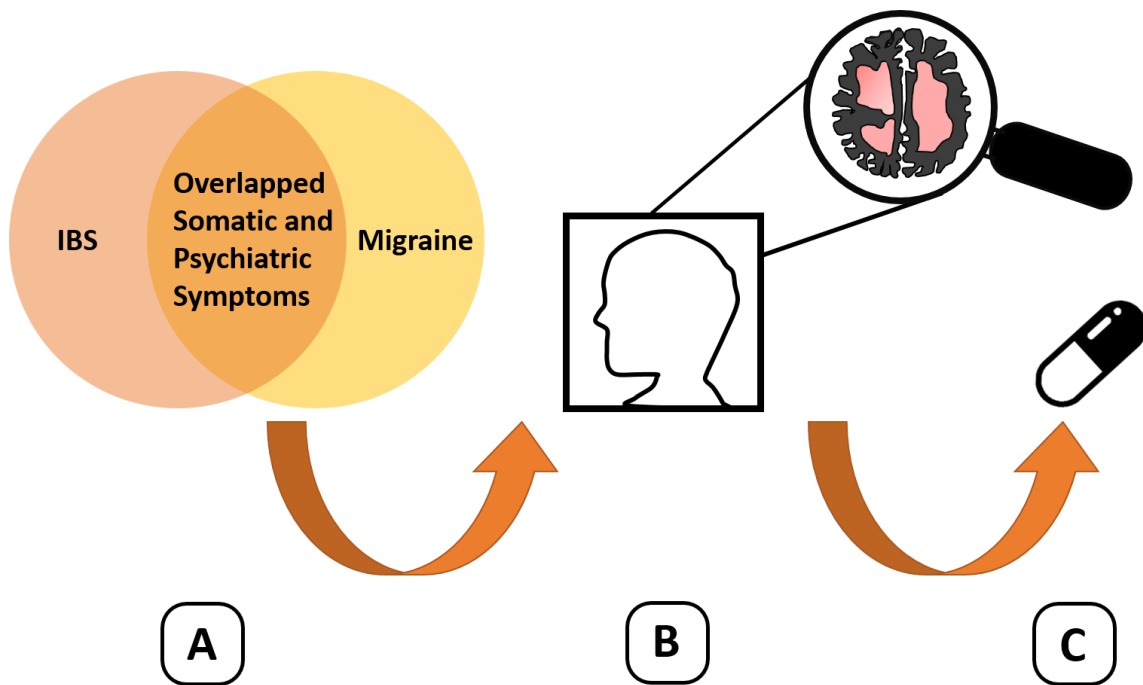 IBS
Overlapped
Somatic and
Psychiatric
Symptoms
Migraine
A
B
C